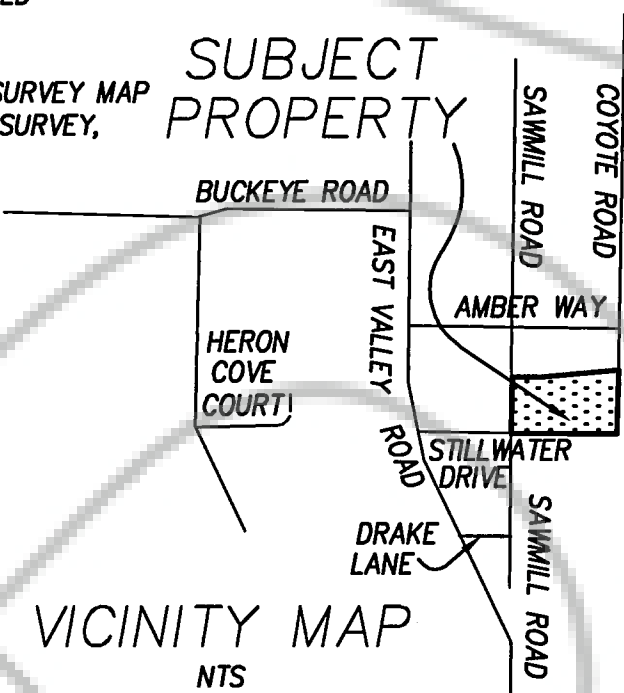 SURVEY MAP
SURVEY,
SUBJECT
PROPERTY
SAWMILL ROAD
COYOTE ROAD
BUCKEYE ROAD
EAST VALLEY ROAD
AMBER WAY
HERON
COVE
COURT
STILLWATER
DRIVE
DRAKE
LANE
SAWMILL ROAD
VICINITY MAP
NTS